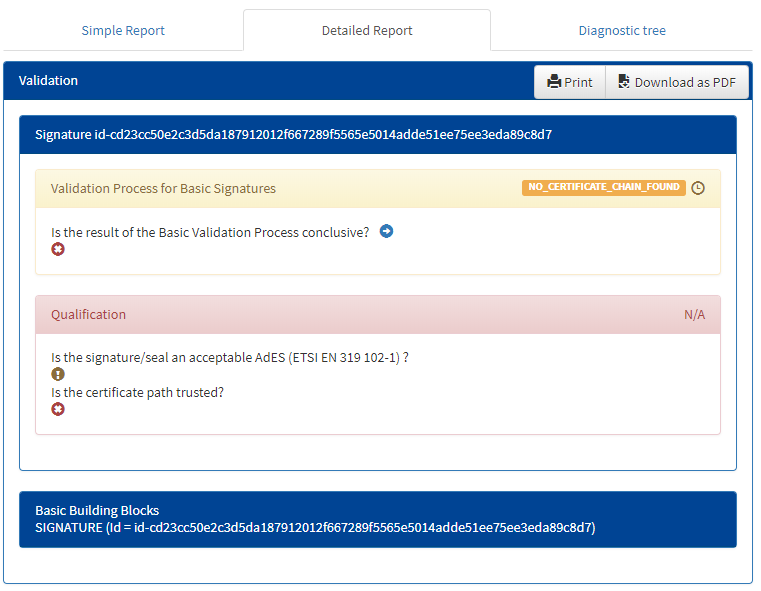 Simple Report
Detailed Report
Diagnostic tree
Validation
Print
Download as PDF
Signature id-cd23cc50e2c3d5da187912012f667289f5565e5014adde51ee75ee3eda89c8d7
Validation Process for Basic Signatures
NO_CERTIFICATE_CHAIN_FOUND
Is the result of the Basic Validation Process conclusive?
Qualification
N/A
Is the signature/seal an acceptable AdES (ETSI EN 319 102-1) ?
Is the certificate path trusted?
Basic Building Blocks
SIGNATURE (Id = id-cd23cc50e2c3d5da187912012f667289f5565e5014adde51ee75ee3eda89c8d7)